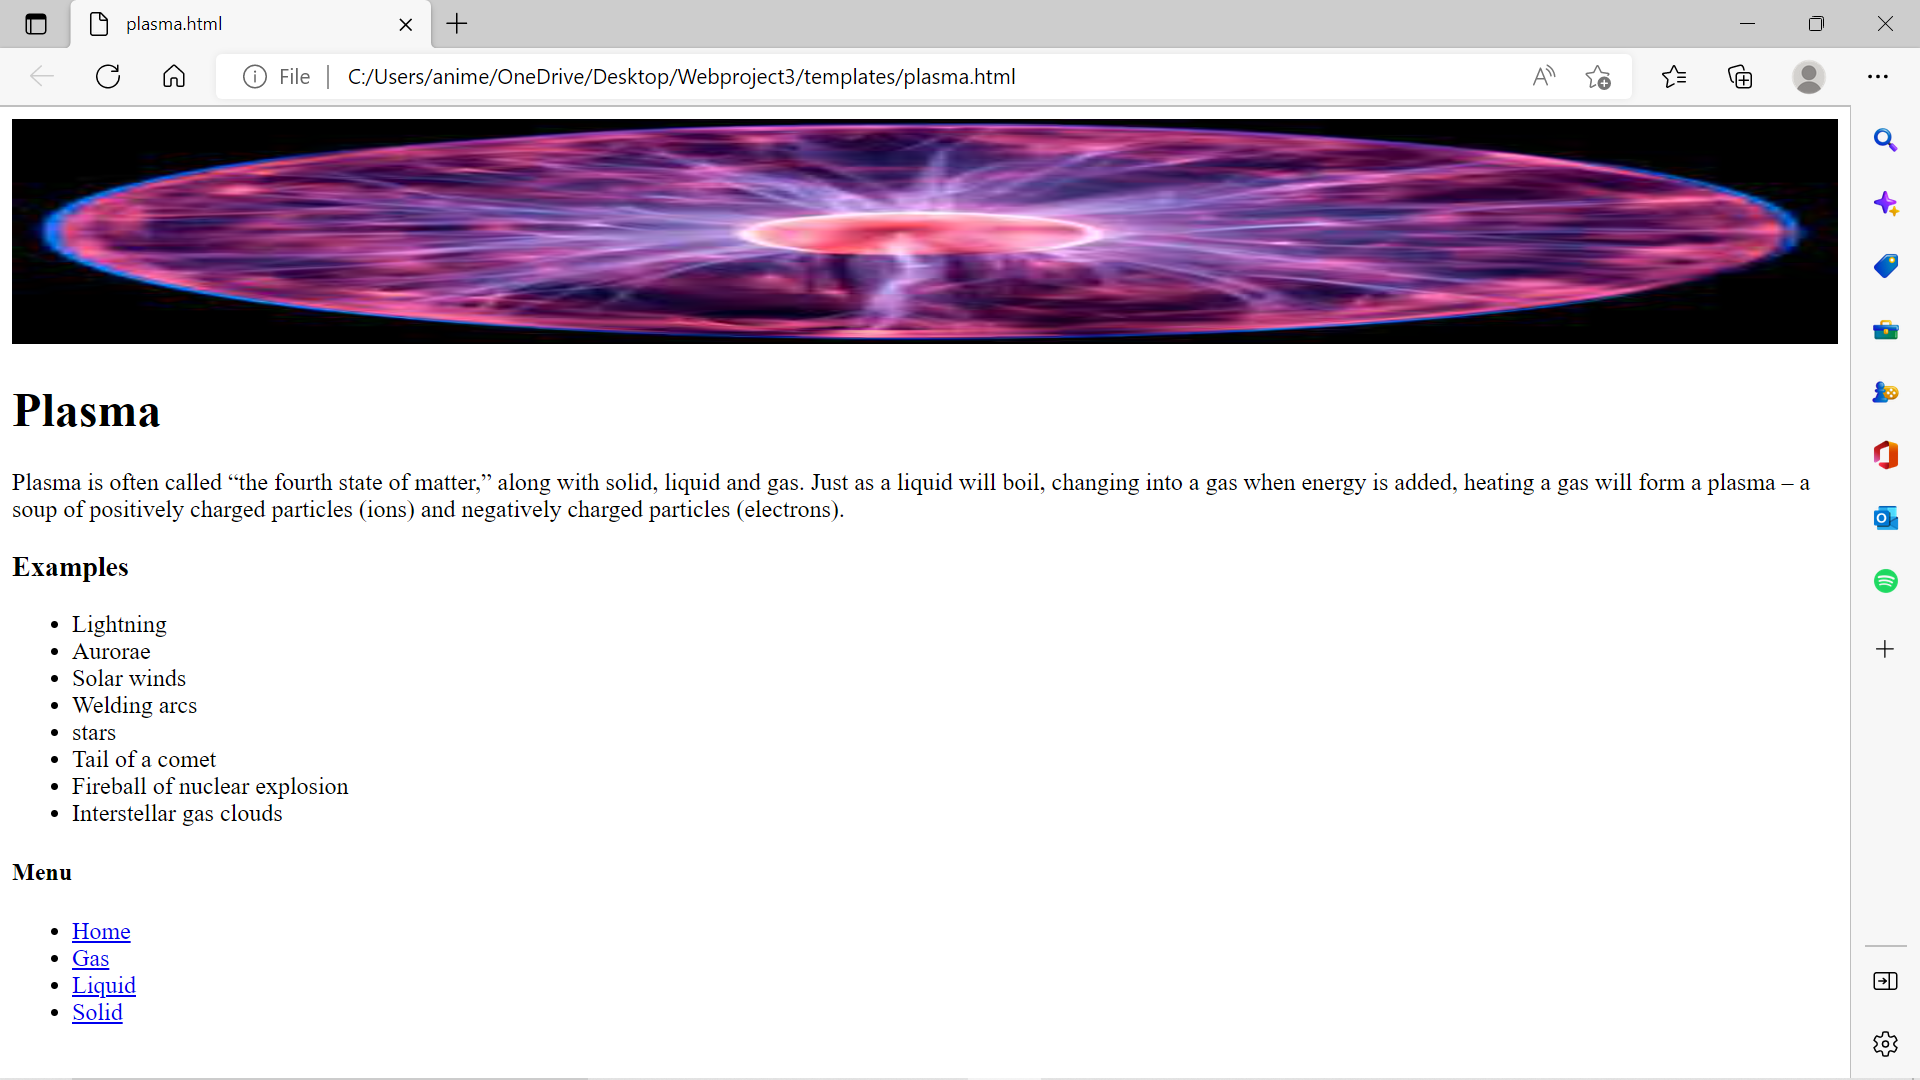 plasma.html
File
C:/Users/anime/OneDrive/Desktop/Webproject3/templates/plasma.html
Plasma
Plasma is often called “the fourth state of matter,” along with solid, liquid and gas. Just as a liquid will boil, changing into a gas when energy is added, heating a gas will form a plasma – a
soup of positively charged particles (ions) and negatively charged particles (electrons).
Examples
Lightning
Aurorae
Solar winds
Welding arcs
stars
Tail of a comet
Fireball of nuclear explosion
Interstellar gas clouds
Menu
Home
Gas
Liquid
Solid